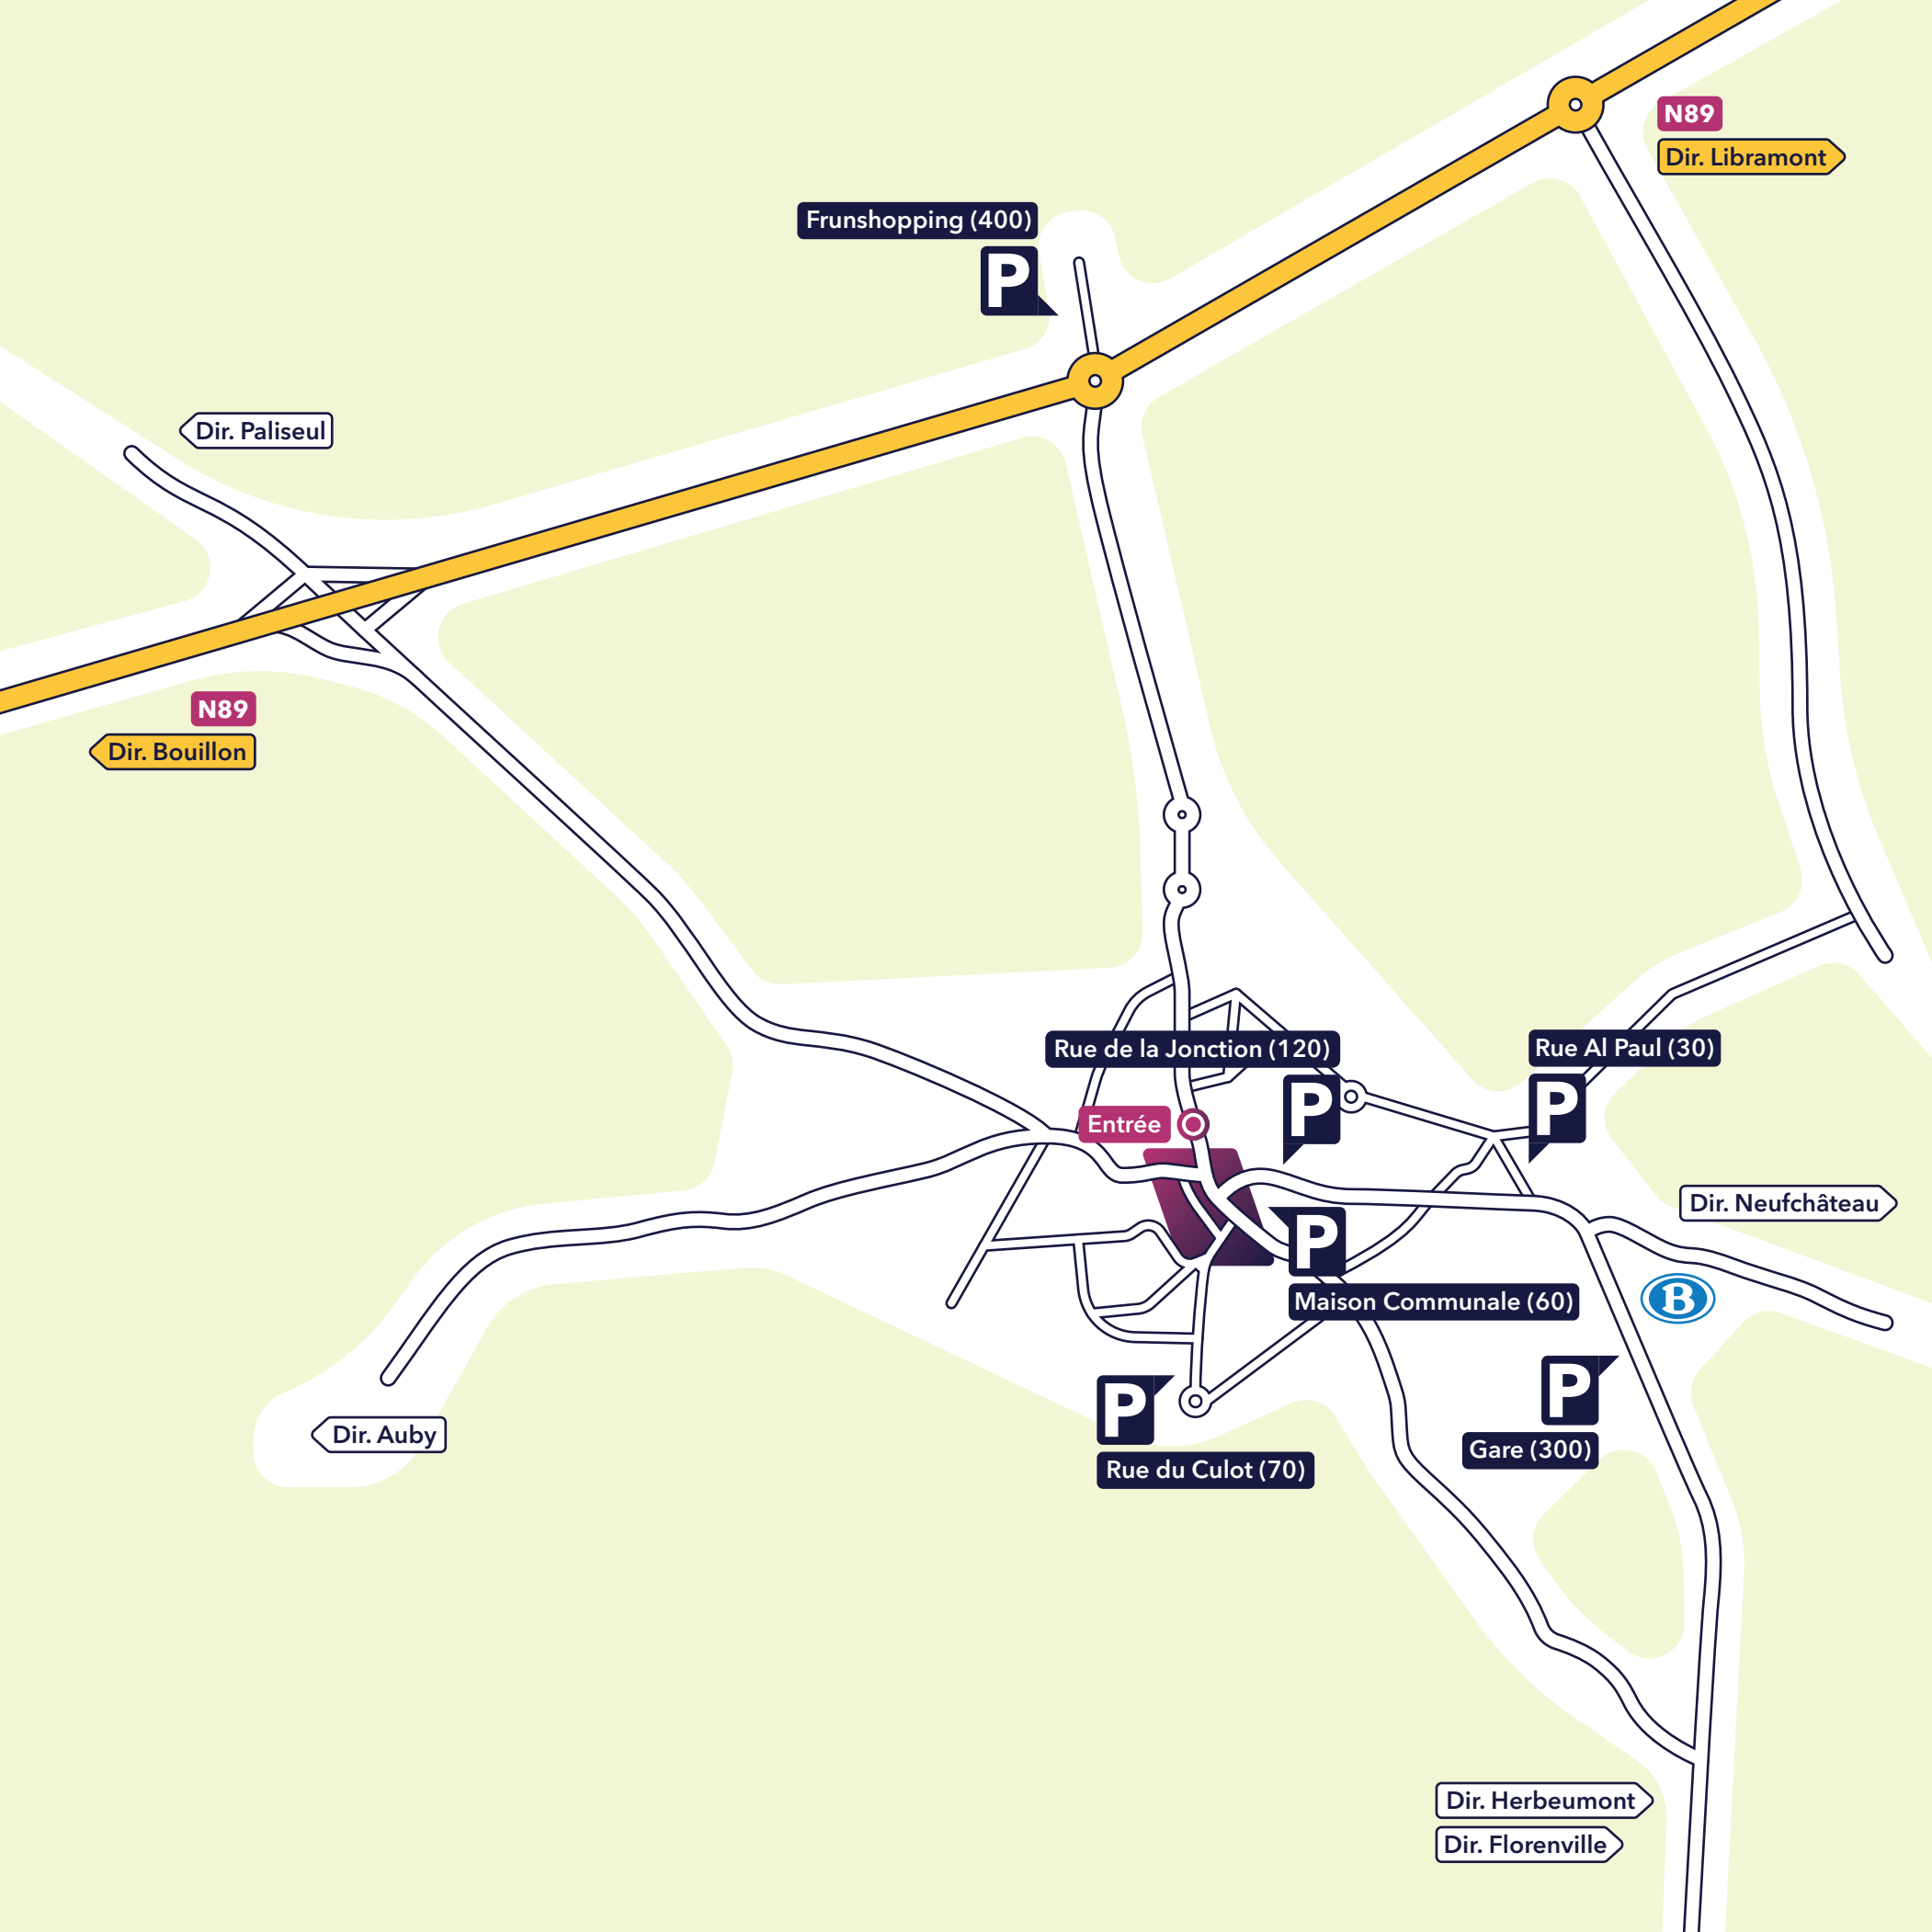 N89
Dir. Libramont
Frunshopping (400)
P
Dir. Paliseul
N89
Dir. Bouillon
Rue de la Jonction (120)
P
Rue Al Paul (30)
P
Entrée
Dir. Neufchâteau
P
Maison Communale (60)
B
P
Gare (300)
P
Rue du Culot (70)
Dir. Auby
Dir. Herbeumont
Dir. Florenville